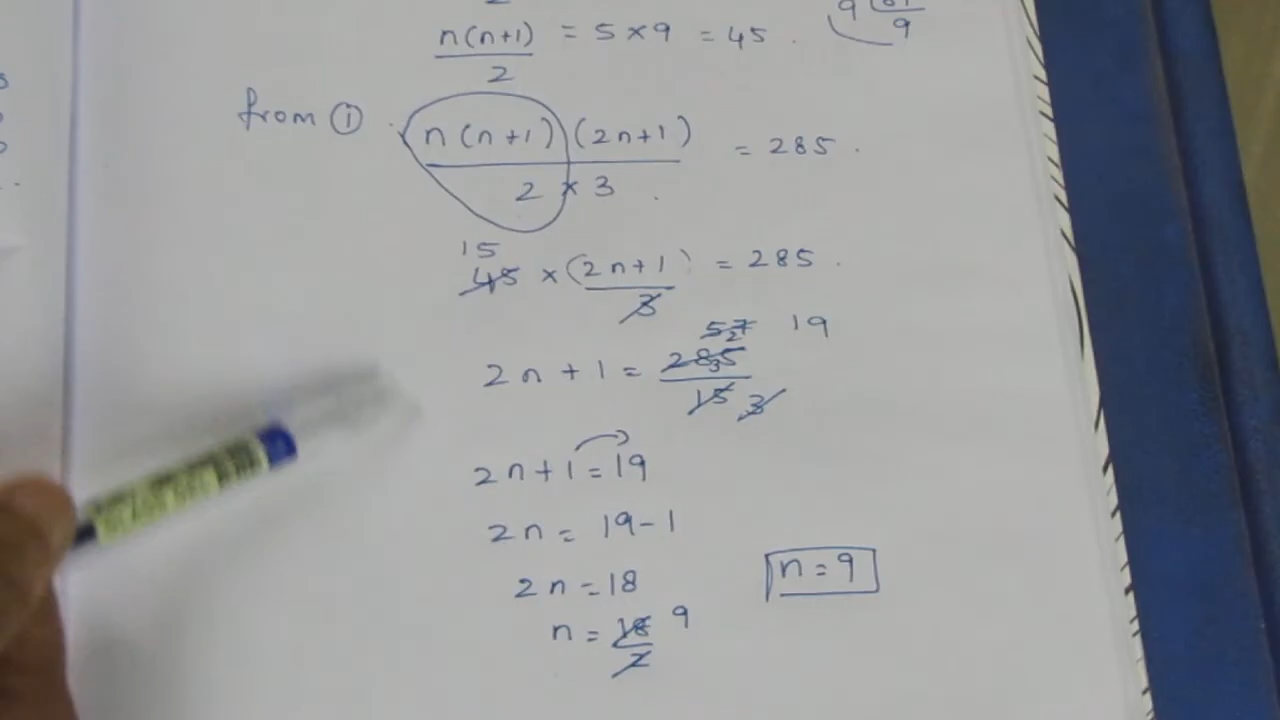 n(n+1)/2 = 5×9 = 45 .
9
9
from ① . n(n+1)(2n+1)/2×3 = 285 .
15
45 × (2n+1)/3 = 285 .
57 19
2n+1 = 285/15 3
2n+1 = 19
2n = 19-1
2n = 18
n = 9
n = 18/2 9